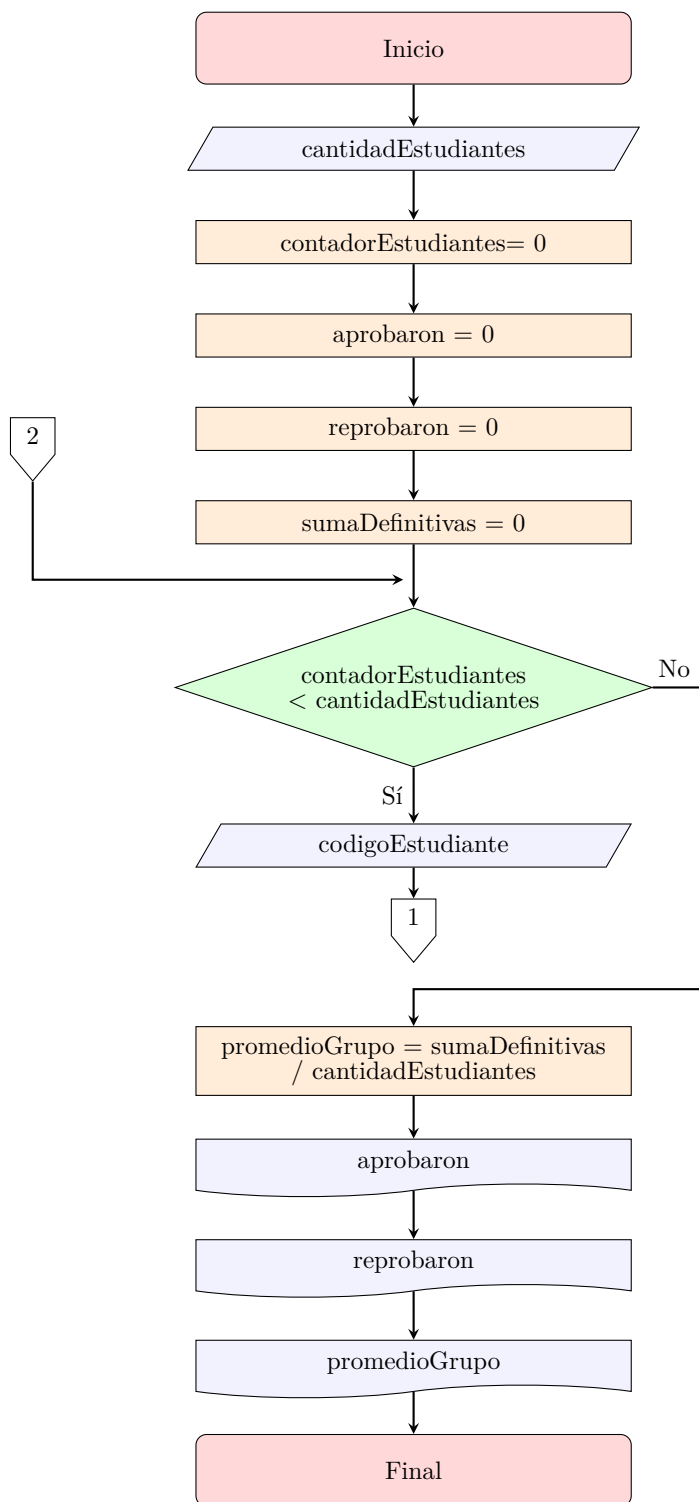 Inicio
cantidadEstudiantes
contadorEstudiantes= 0
aprobaron = 0
reprobaron = 0
2
sumaDefinitivas = 0
contadorEstudiantes
< cantidadEstudiantes
No
Sí
codigoEstudiante
1
promedioGrupo = sumaDefinitivas
/ cantidadEstudiantes
aprobaron
reprobaron
promedioGrupo
Final